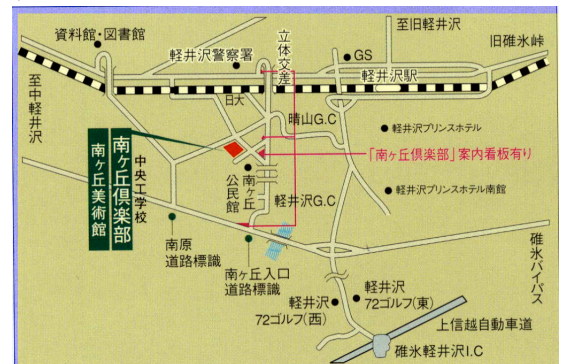 至旧軽井沢
資料館・図書館
立体交差
軽井沢警察署
GS
旧碓氷峠
軽井沢駅
至中軽井沢
日大
晴山G.C
軽井沢プリンスホテル
「南ヶ丘倶楽部」案内看板有り
中央工学校
南ヶ丘倶楽部
南ヶ丘美術館
南ヶ丘
公民館
軽井沢G.C
軽井沢プリンスホテル南館
南原
道路標識
南ヶ丘入口
道路標識
碓氷バイパス
軽井沢
72ゴルフ(東)
軽井沢
72ゴルフ(西)
上信越自動車道
碓氷軽井沢I.C